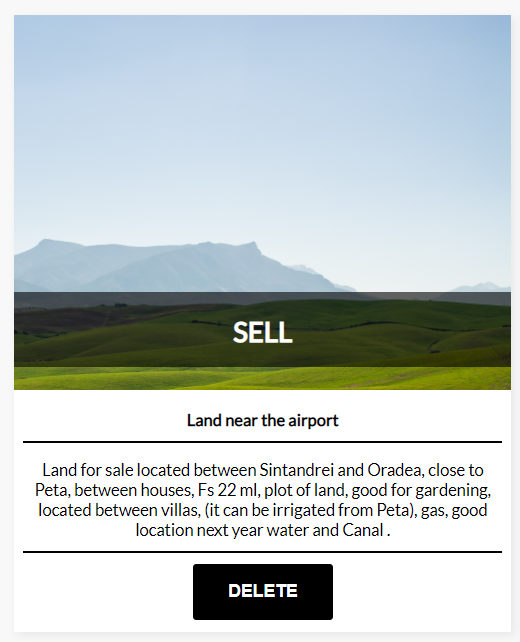 SELL
Land near the airport
Land for sale located between Sintandrei and Oradea, close to
Peta, between houses, Fs 22 ml, plot of land, good for gardening,
located between villas, (it can be irrigated from Peta), gas, good
location next year water and Canal .
DELETE